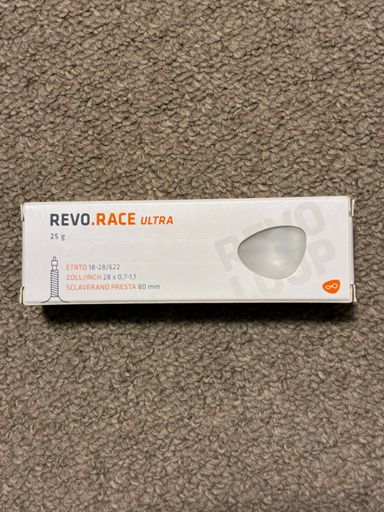 REVO.RACE ULTRA
25 g
ETRTO 18-28/622
ZOLL/INCH 28 x 0,7-1,1
SCLAVERAND PRESTA 80 mm
REVO
LOOP